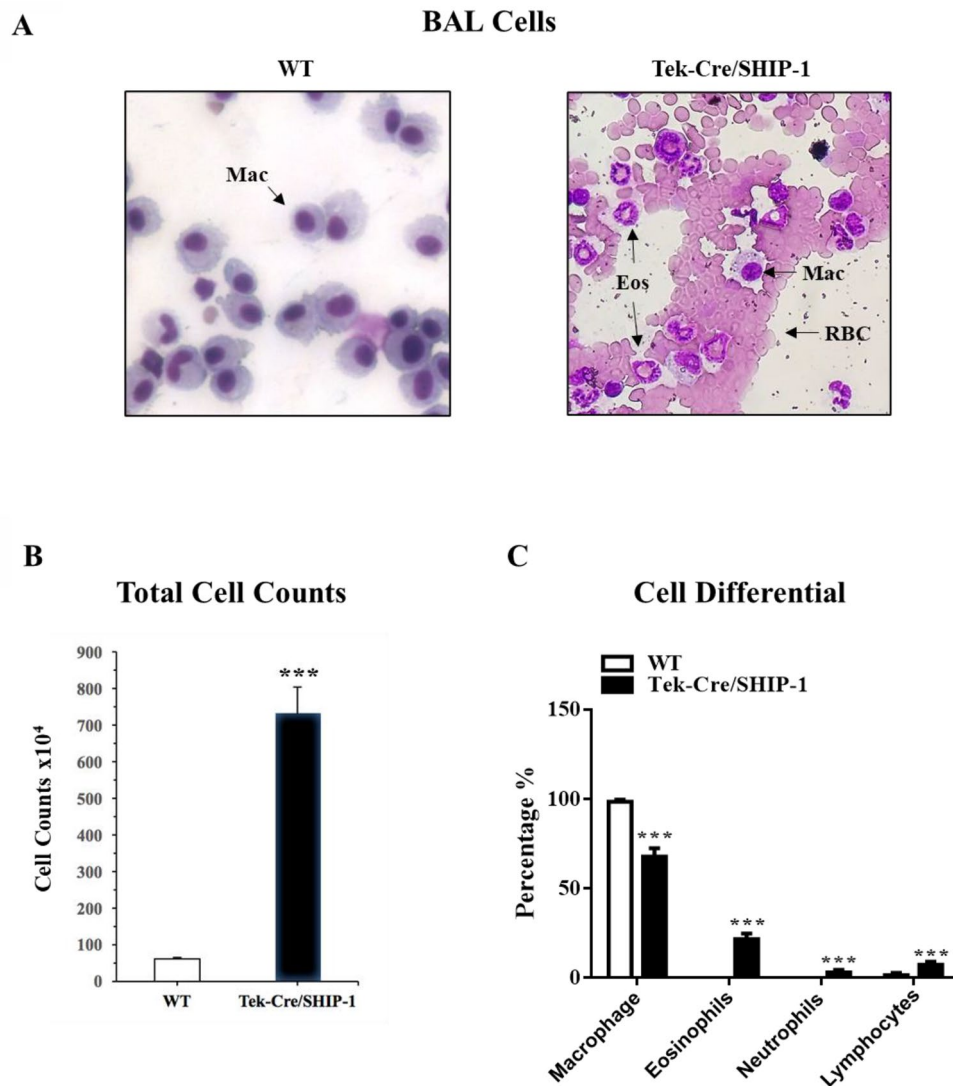 A
BAL Cells
WT
Tek-Cre/SHIP-1
Mac
Eos
Mac
RBC
B
Total Cell Counts
Cell Counts x10⁴
900
800
700
600
500
400
300
200
100
0
***
WT
Tek-Cre/SHIP-1
C
Cell Differential
WT
Tek-Cre/SHIP-1
Percentage %
150
100
50
0
***
***
***
***
Macrophage
Eosinophils
Neutrophils
Lymphocytes